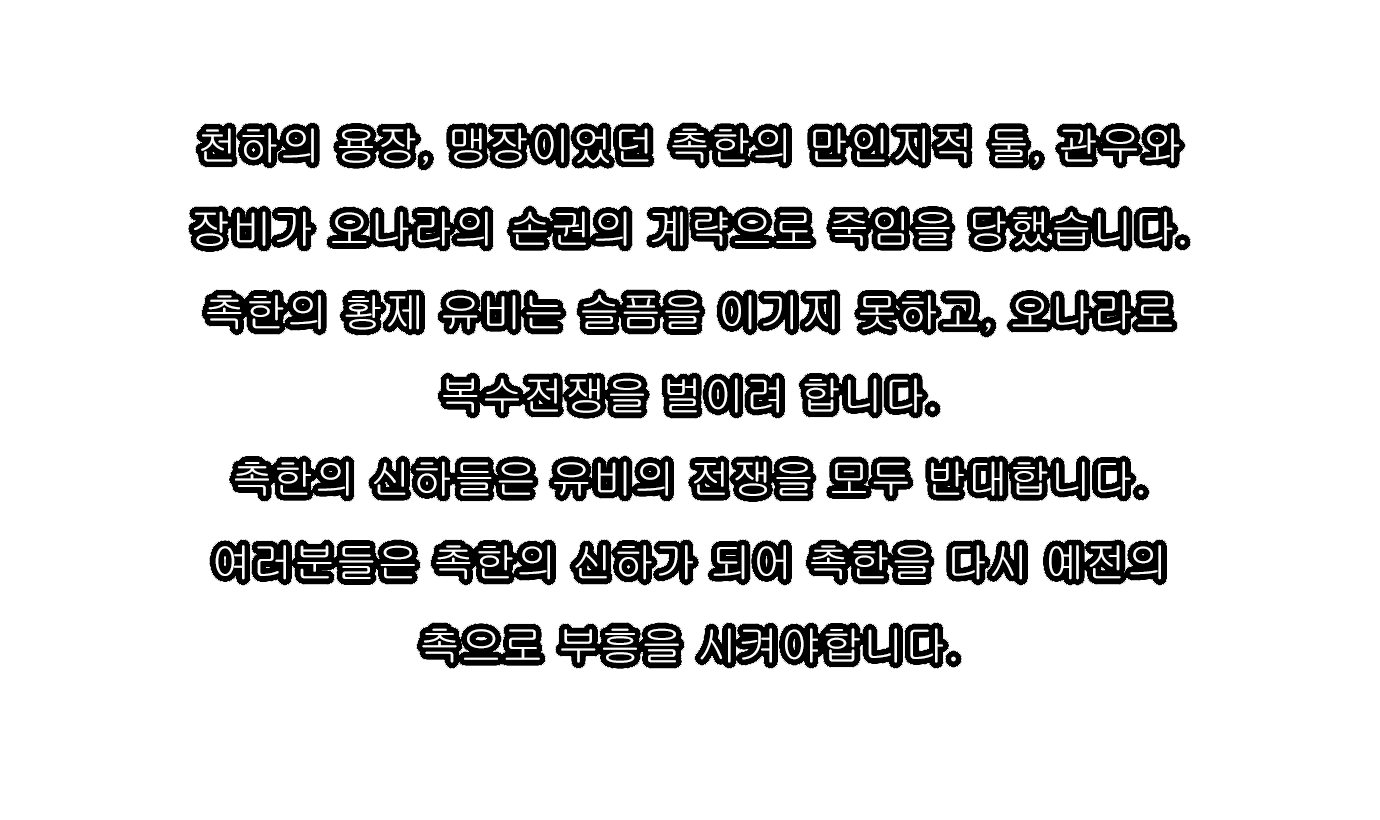 천하의 용장, 맹장이었던 촉한의 만인지적 둘, 관우와
장비가 오나라의 손권의 계략으로 죽임을 당했습니다.
촉한의 황제 유비는 슬픔을 이기지 못하고, 오나라로
복수전쟁을 벌이려 합니다.
촉한의 신하들은 유비의 전쟁을 모두 반대합니다.
여러분들은 촉한의 신하가 되어 촉한을 다시 예전의
촉으로 부흥을 시켜야합니다.